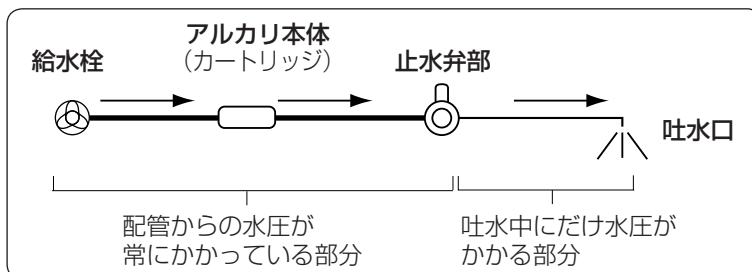 アルカリ本体
(カートリッジ)
給水栓
止水弁部
吐水口
配管からの水圧が
常にかかっている部分
吐水中にだけ水圧が
かかる部分